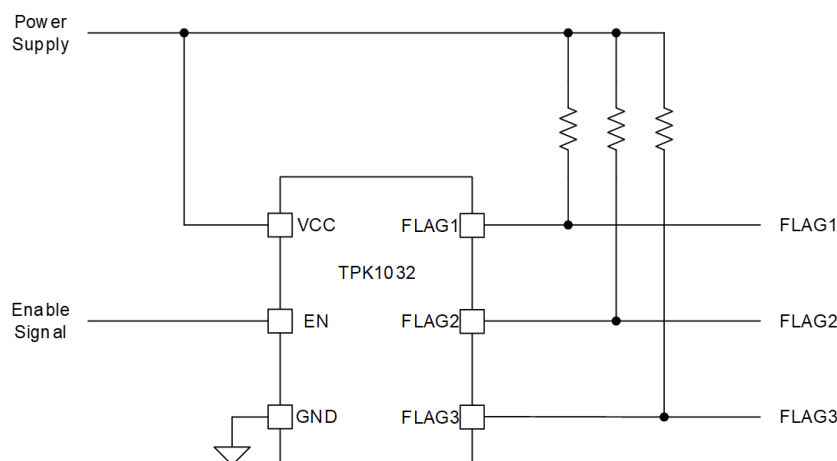 Power
Supply
VCC
FLAG1
FLAG1
TPK1032
Enable
Signal
EN
FLAG2
FLAG2
GND
FLAG3
FLAG3